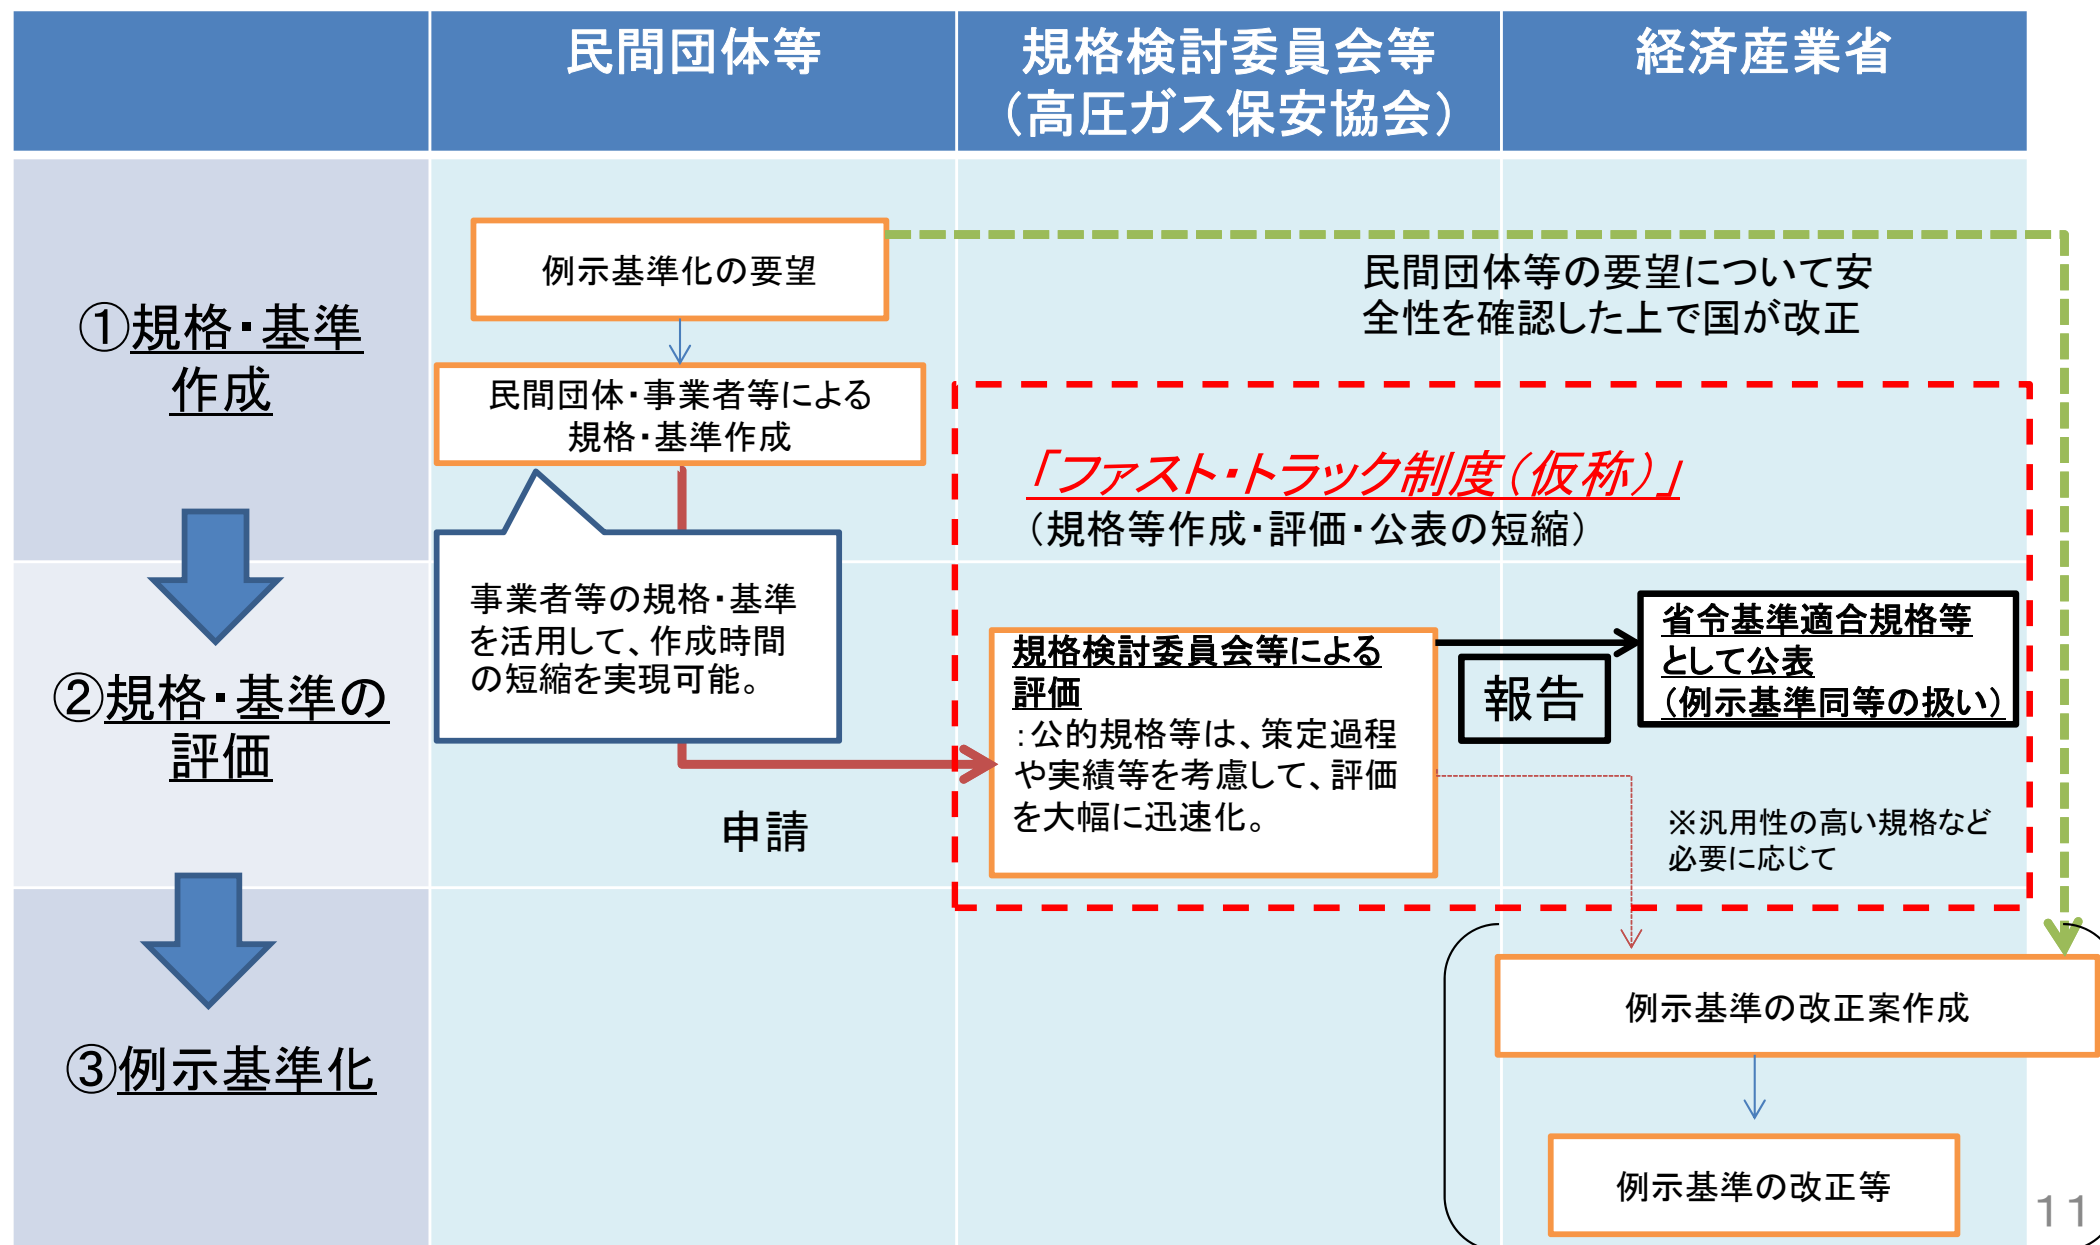 民間団体等
規格検討委員会等
（高圧ガス保安協会）
経済産業省
①規格・基準
作成
例示基準化の要望
民間団体等の要望について安
全性を確認した上で国が改正
民間団体・事業者等による
規格・基準作成
「ファスト・トラック制度（仮称）」
（規格等作成・評価・公表の短縮）
②規格・基準の
評価
事業者等の規格・基準
を活用して、作成時間
の短縮を実現可能。
申請
規格検討委員会等による
評価
：公的規格等は、策定過程
や実績等を考慮して、評価
を大幅に迅速化。
報告
省令基準適合規格等
として公表
（例示基準同等の扱い）
※汎用性の高い規格など
必要に応じて
③例示基準化
例示基準の改正案作成
例示基準の改正等
11